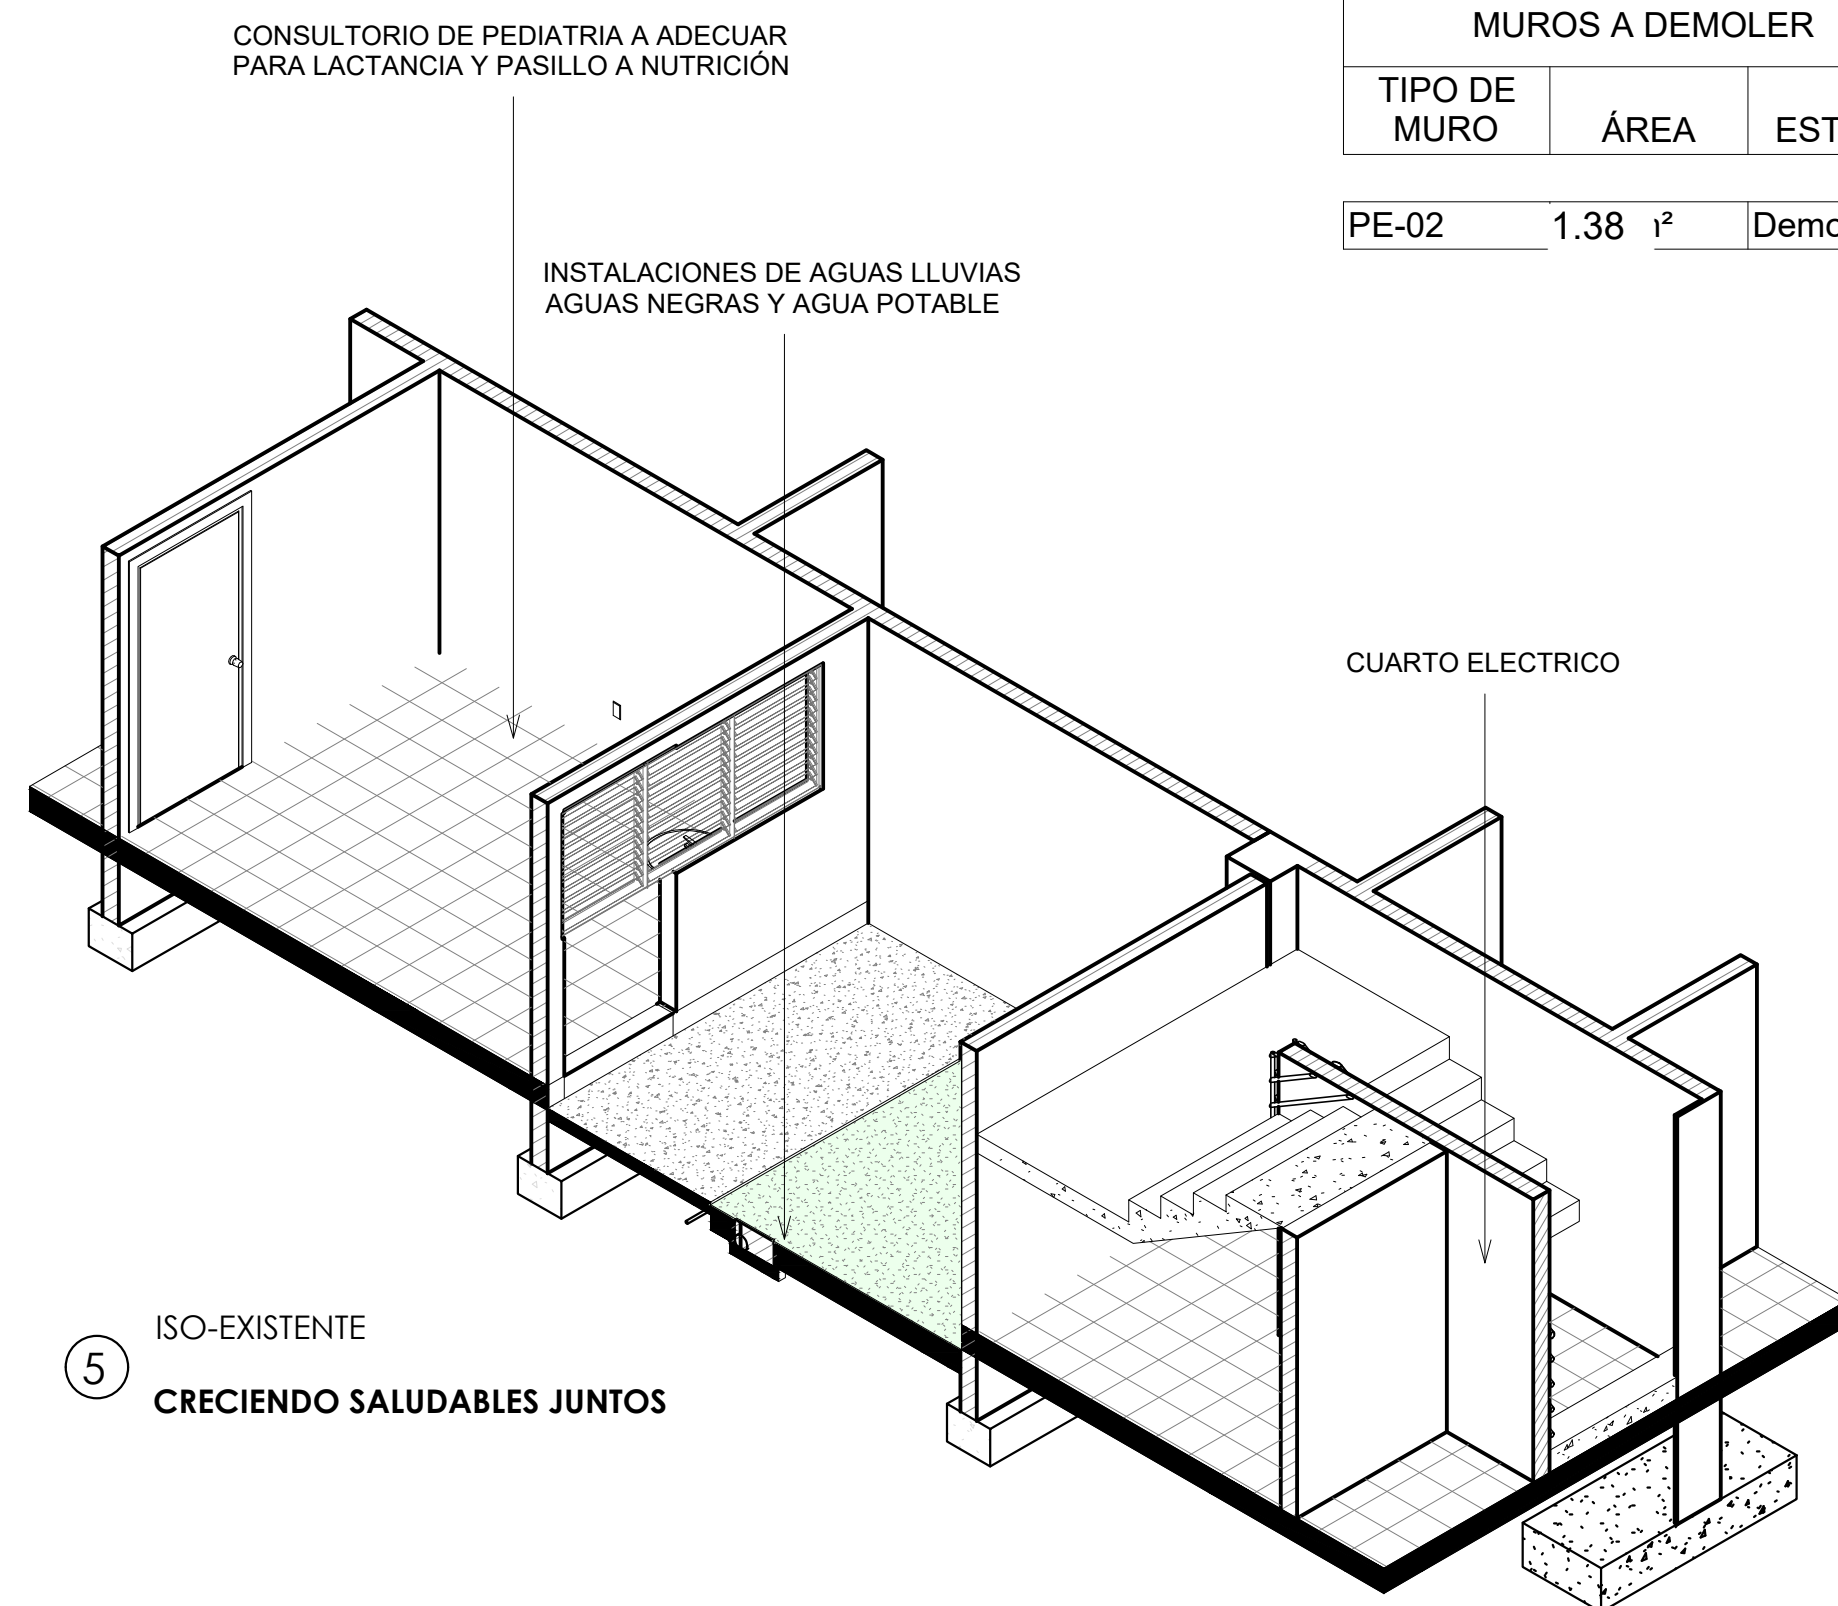 CONSULTORIO DE PEDIATRIA A ADECUAR
PARA LACTANCIA Y PASILLO A NUTRICIÓN
MUROS A DEMOLER
TIPO DE
MURO
ÁREA
PE-02 1.38
INSTALACIONES DE AGUAS LLUVIAS
AGUAS NEGRAS Y AGUA POTABLE
CUARTO ELECTRICO
ISO-EXISTENTE
5
CRECIENDO SALUDABLES JUNTOS